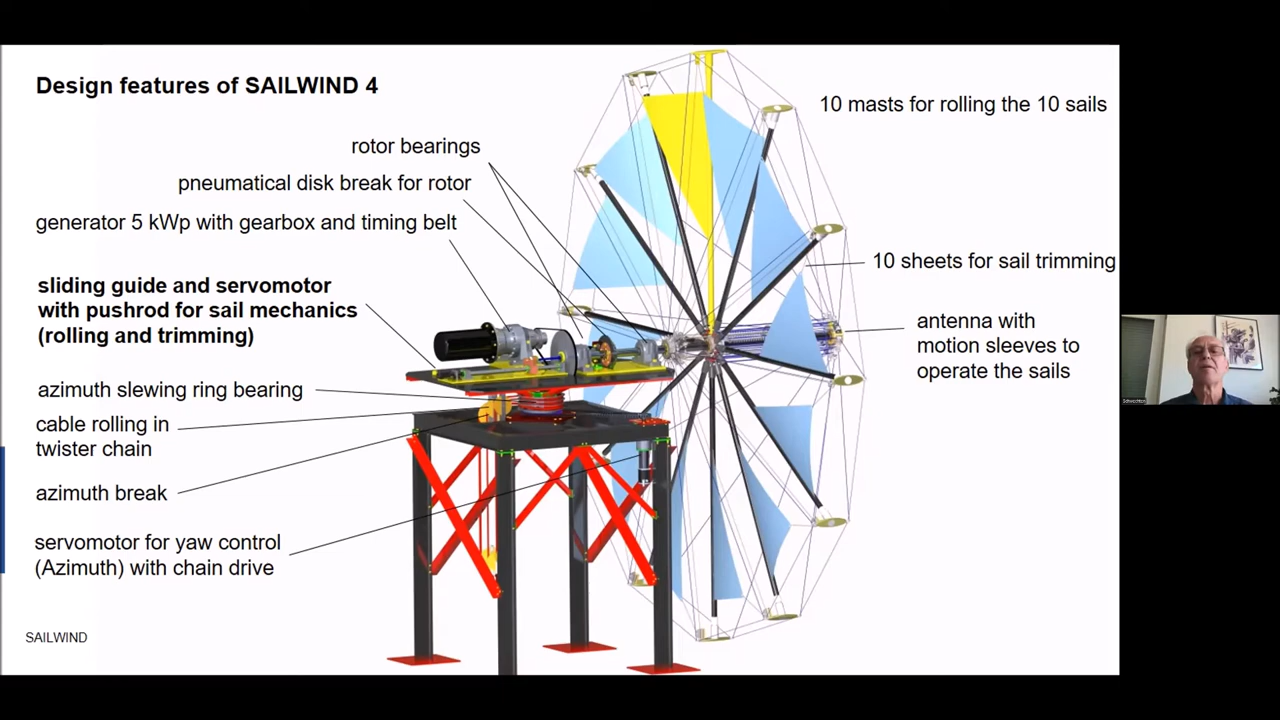 Design features of SAILWIND 4
10 masts for rolling the 10 sails
rotor bearings
pneumatical disk break for rotor
generator 5 kWp with gearbox and timing belt
10 sheets for sail trimming
sliding guide and servomotor
with pushrod for sail mechanics
(rolling and trimming)
antenna with
motion sleeves to
operate the sails
azimuth slewing ring bearing
cable rolling in
twister chain
azimuth break
servomotor for yaw control
(Azimuth) with chain drive
SAILWIND